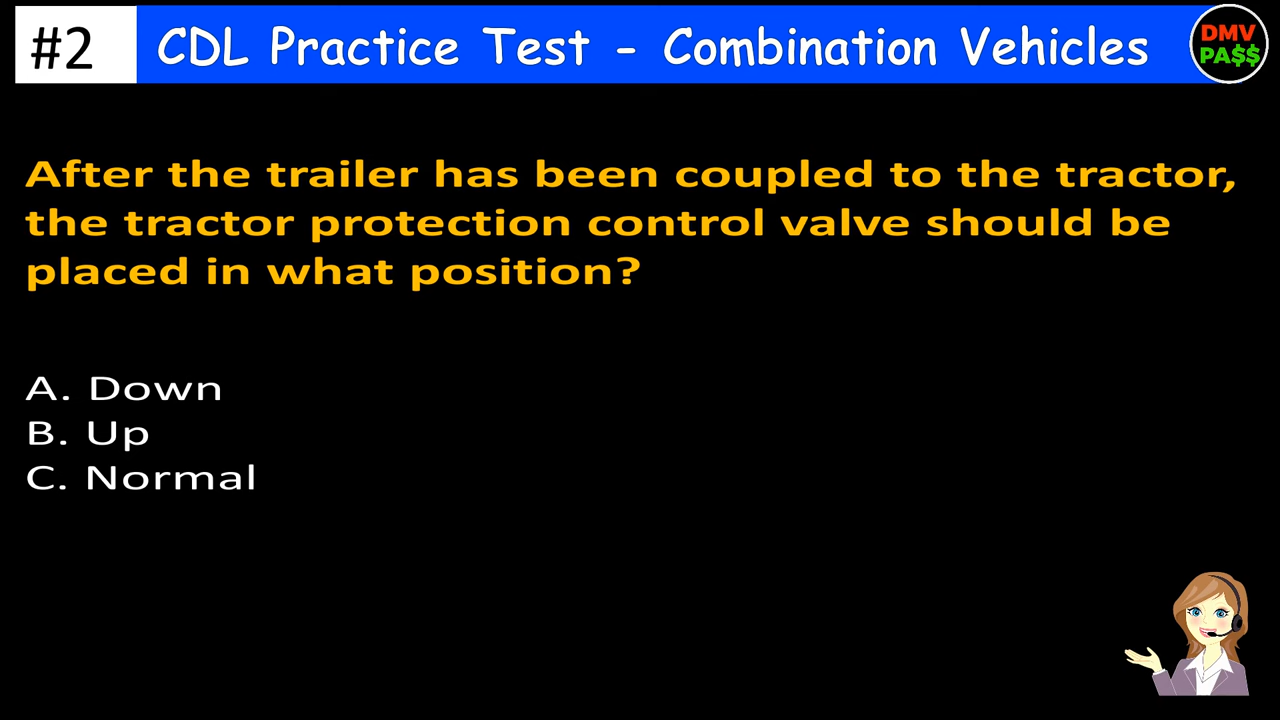 #2 CDL Practice Test - Combination Vehicles
DMV
PA$$
After the trailer has been coupled to the tractor,
the tractor protection control valve should be
placed in what position?
A. Down
B. Up
C. Normal